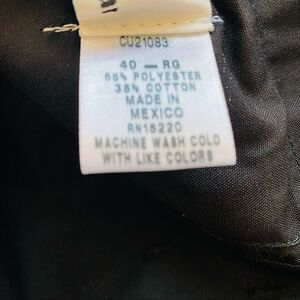 CU21083
40 — RG
65% POLYESTER
35% COTTON
MADE IN
MEXICO
RN15220
MACHINE WASH COLD
WITH LIKE COLORS